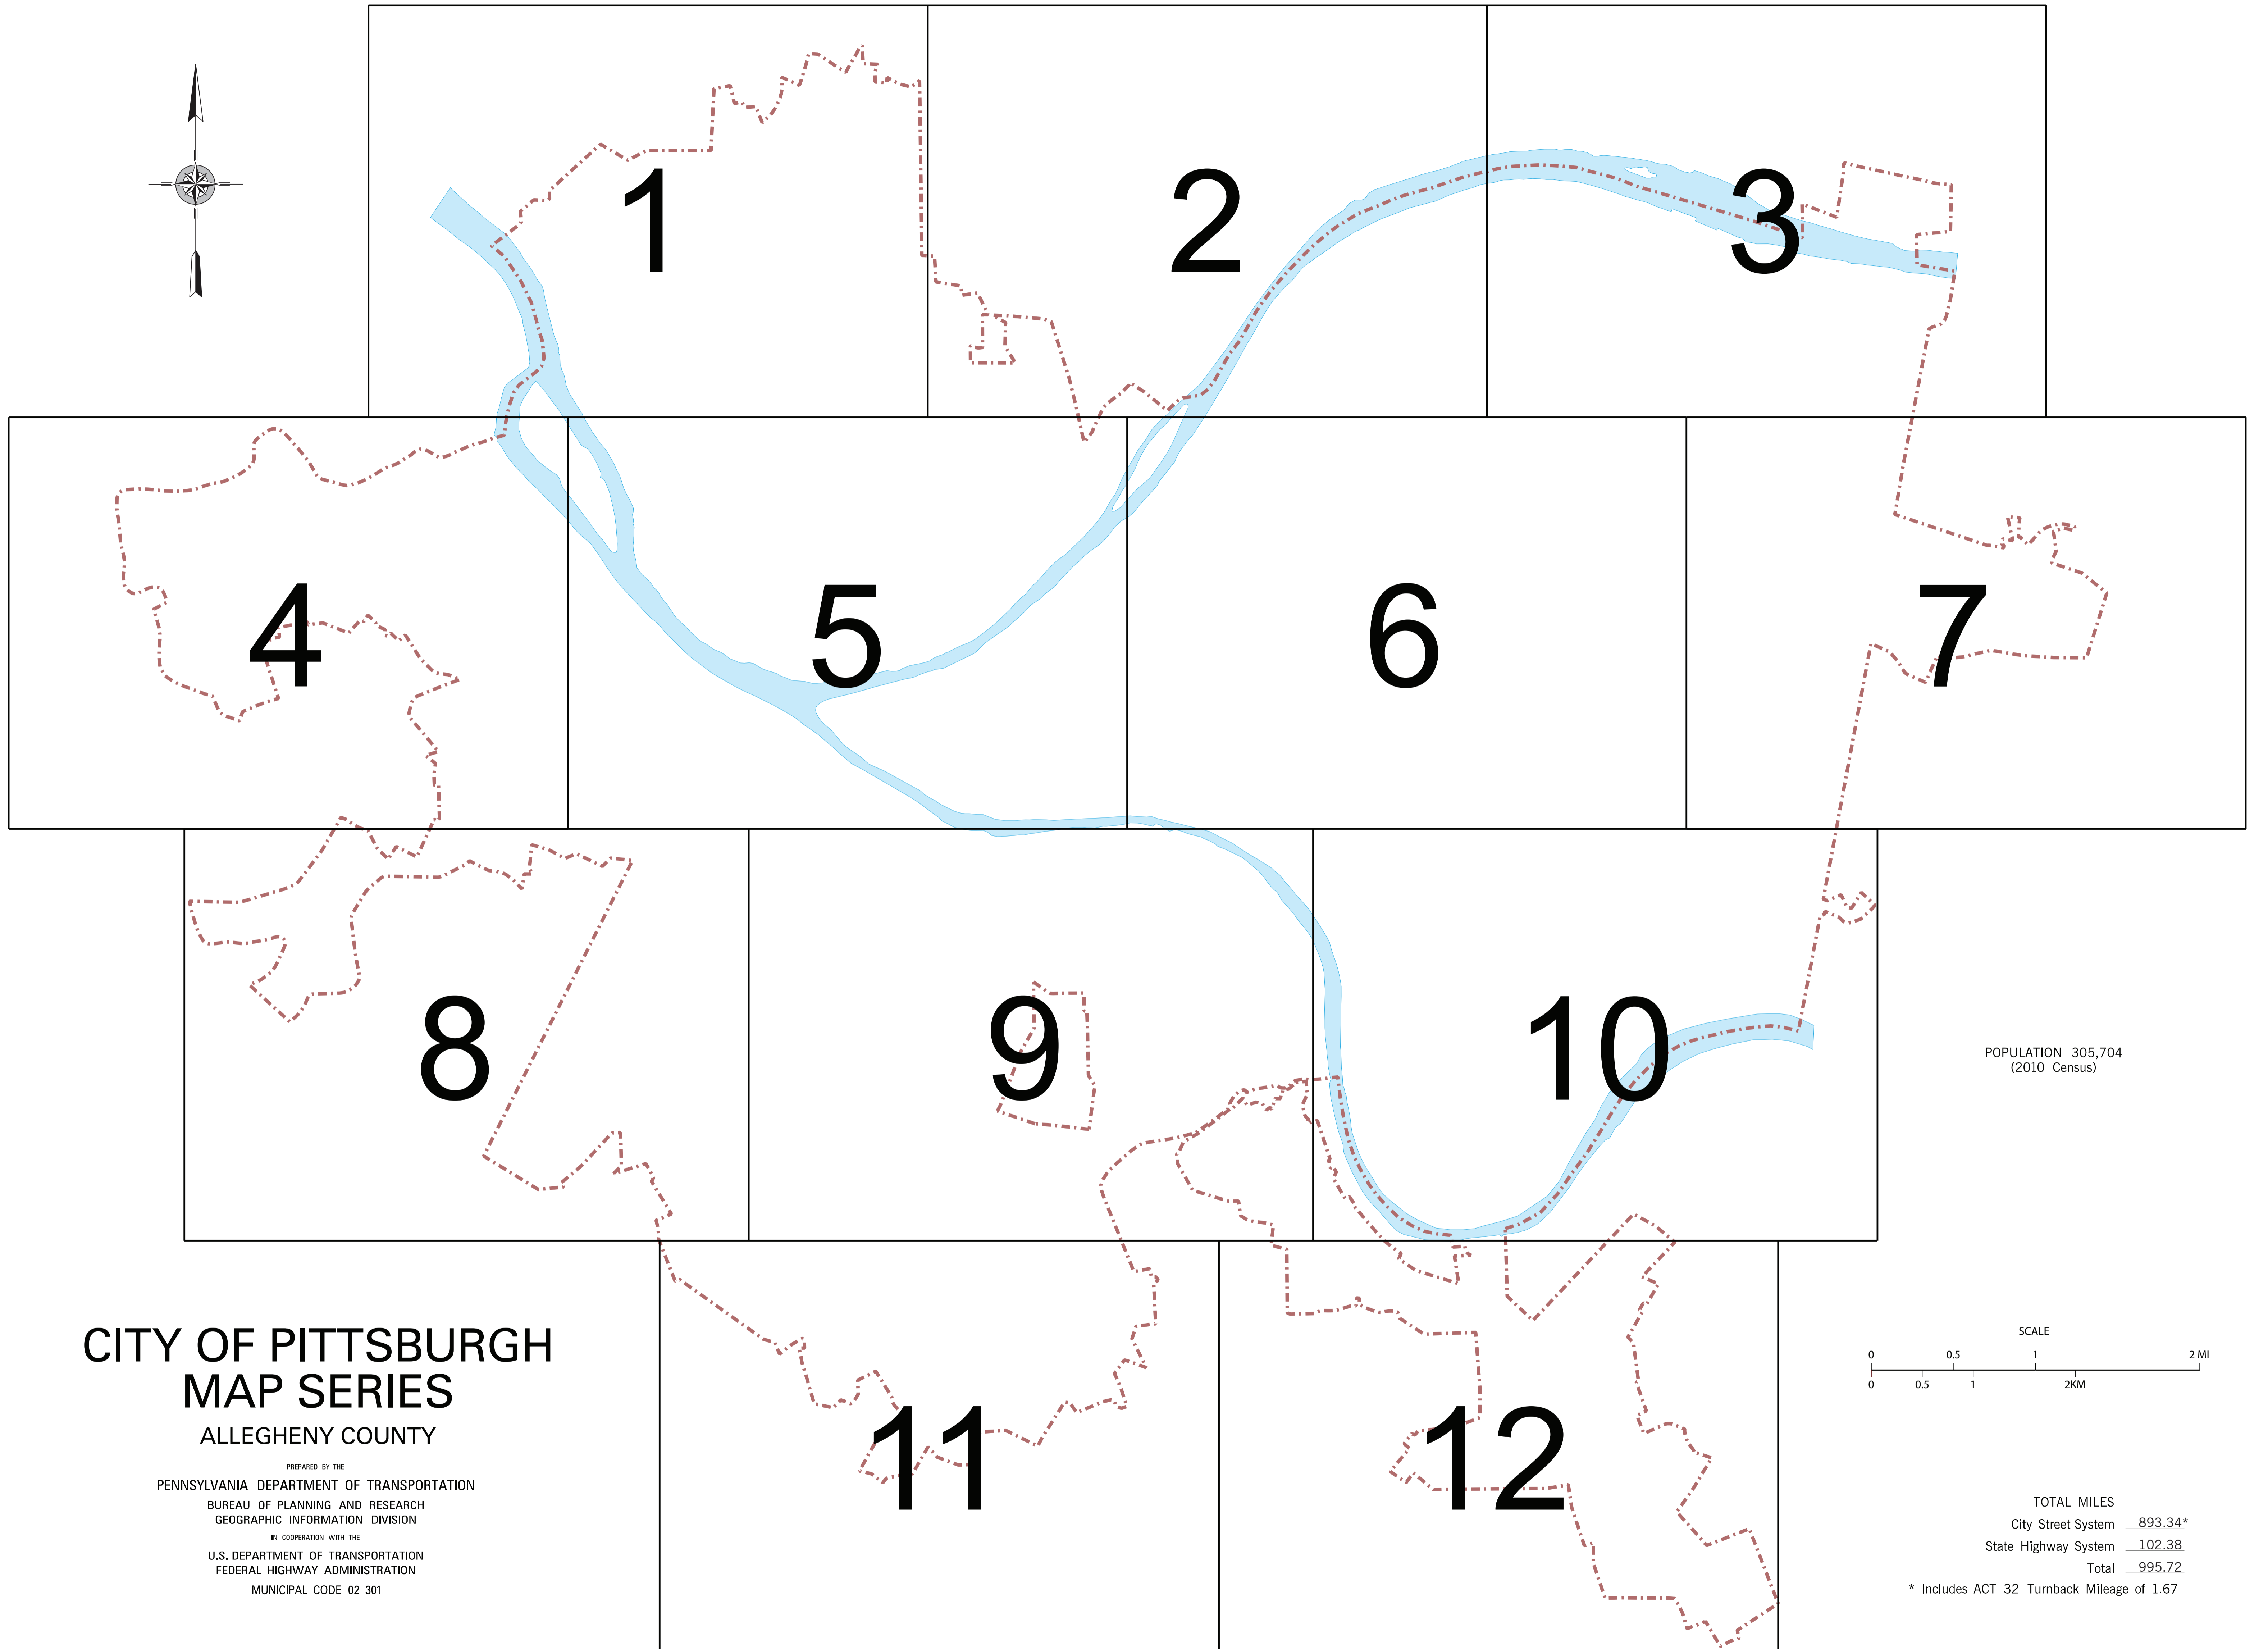 1
2
3
4
5
6
7
8
9
10
POPULATION 305,704
(2010 Census)
11
12
CITY OF PITTSBURGH
MAP SERIES
ALLEGHENY COUNTY
PREPARED BY THE
PENNSYLVANIA DEPARTMENT OF TRANSPORTATION
BUREAU OF PLANNING AND RESEARCH
GEOGRAPHIC INFORMATION DIVISION
IN COOPERATION WITH THE
U.S. DEPARTMENT OF TRANSPORTATION
FEDERAL HIGHWAY ADMINISTRATION
MUNICIPAL CODE 02 301
SCALE
0 0.5 1 2 MI
0 0.5 1 2KM
TOTAL MILES
City Street System 893.34*
State Highway System 102.38
Total 995.72
* Includes ACT 32 Turnback Mileage of 1.67